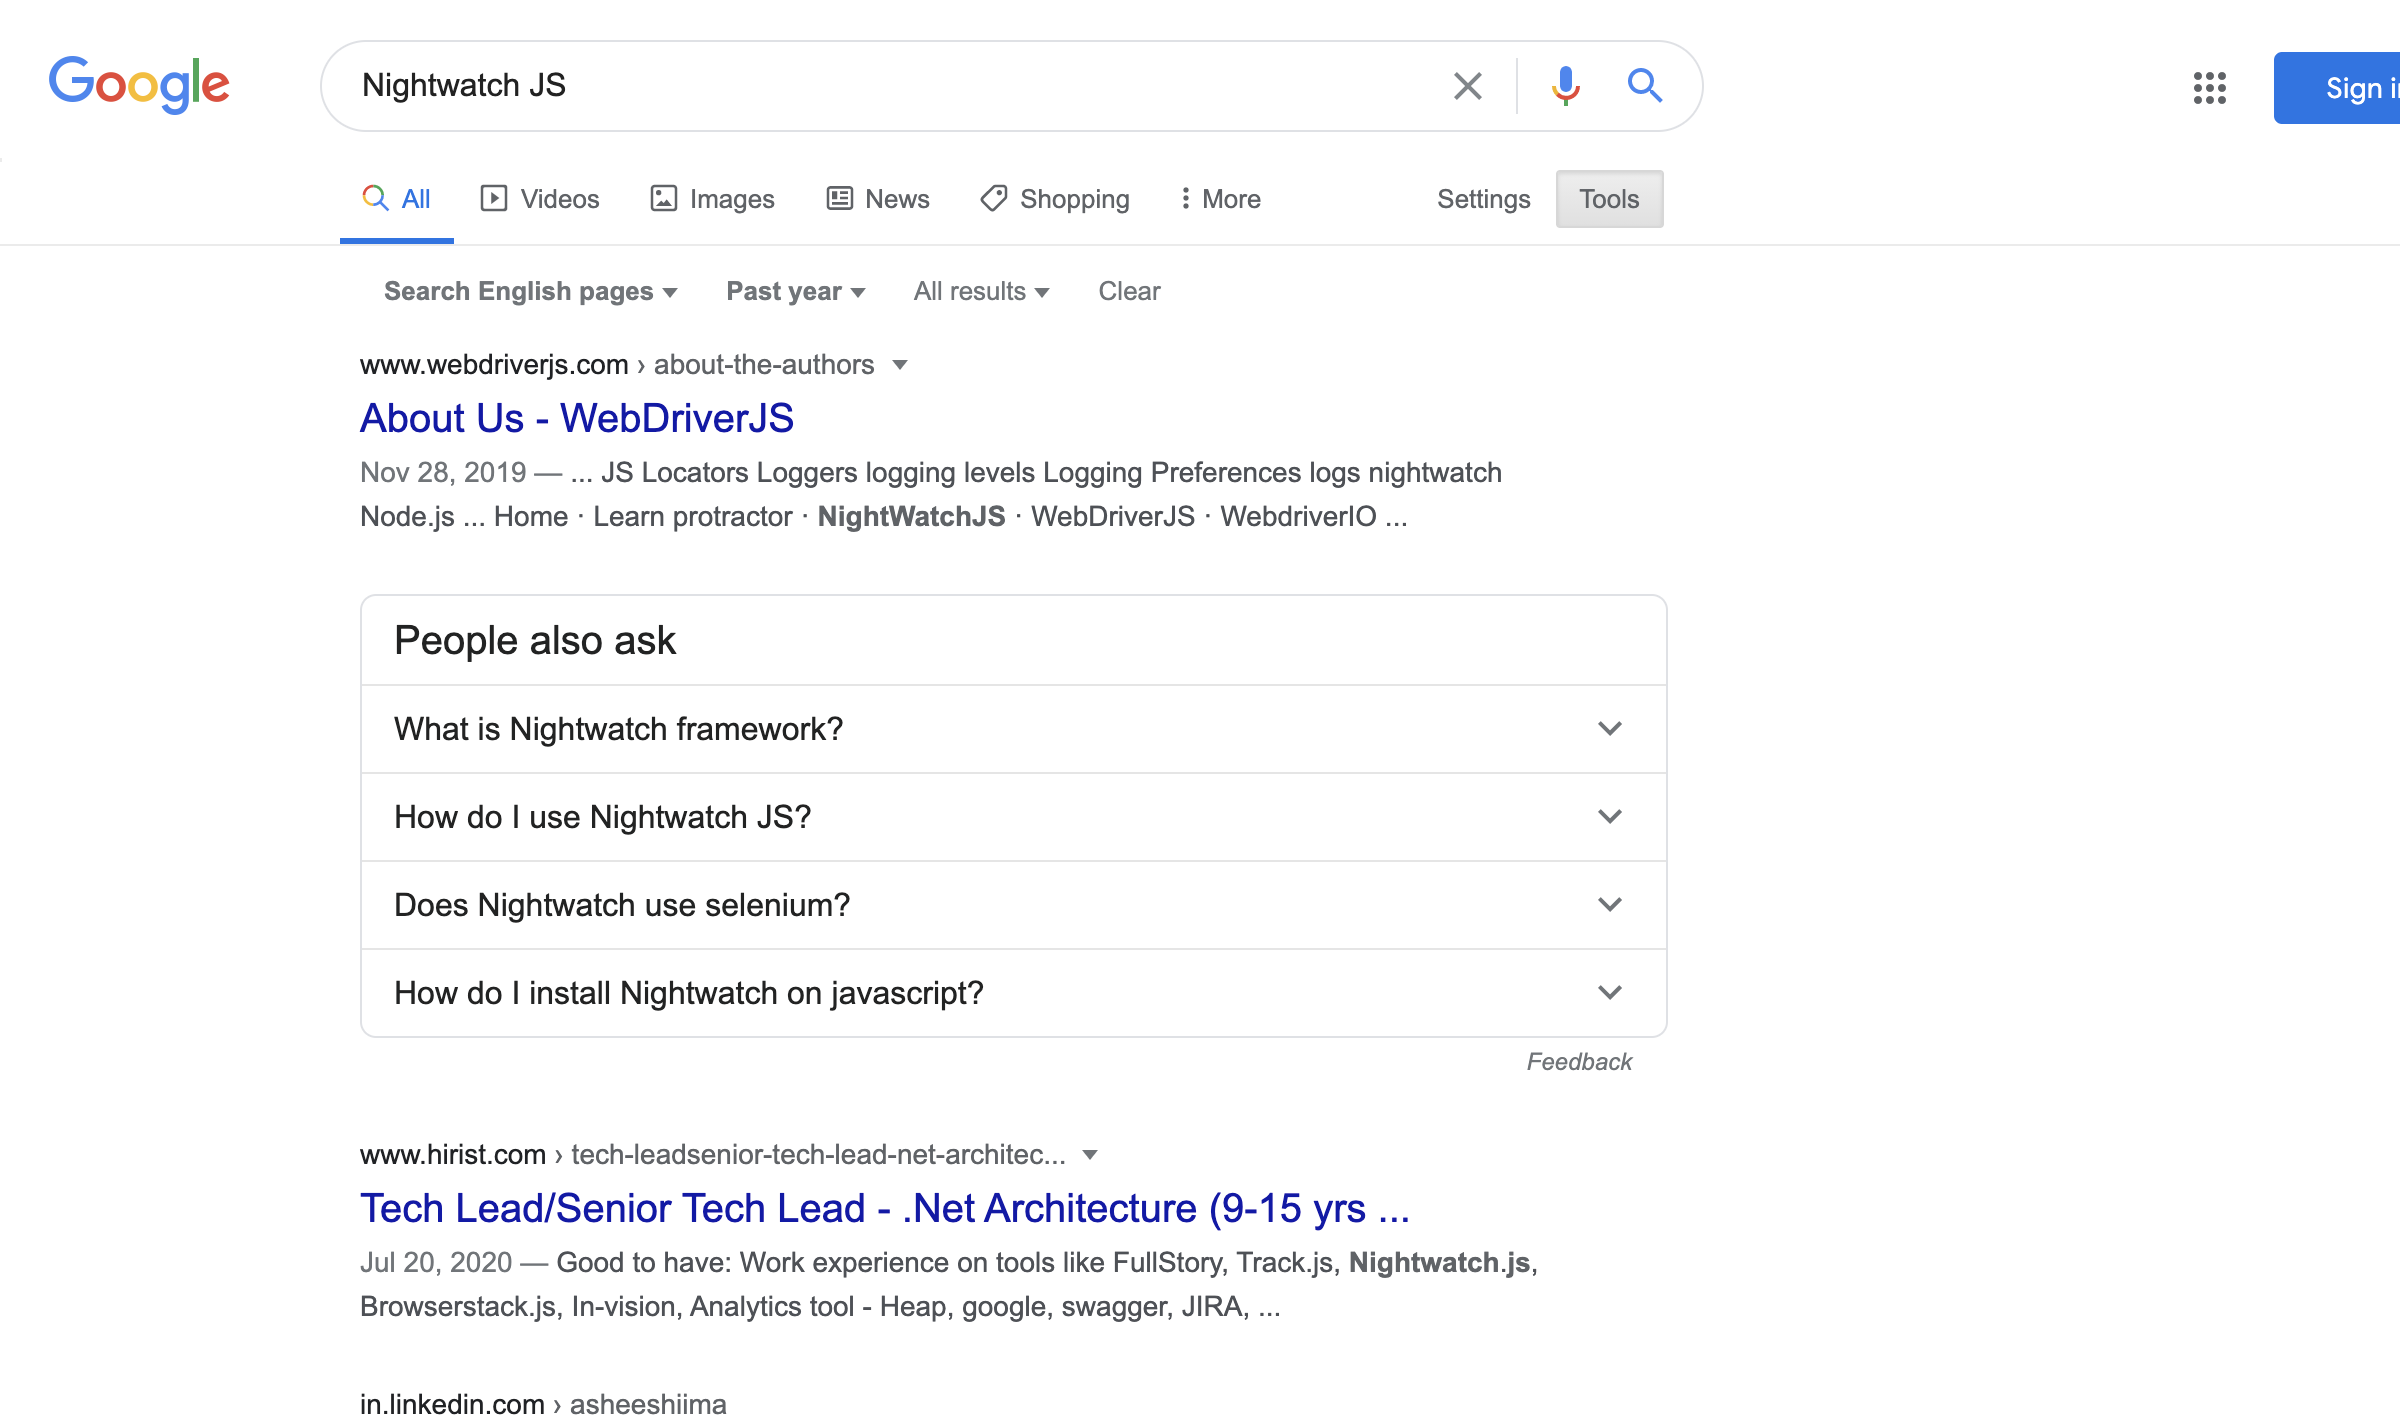 Google
Nightwatch JS
Sign in
All Videos Images News Shopping More Settings Tools
Search English pages Past year All results Clear
www.webdriverjs.com › about-the-authors
About Us - WebDriverJS
Nov 28, 2019 — ... JS Locators Loggers logging levels Logging Preferences logs nightwatch
Node.js ... Home · Learn protractor · NightWatchJS · WebDriverJS · WebdriverIO ...
People also ask
What is Nightwatch framework?
How do I use Nightwatch JS?
Does Nightwatch use selenium?
How do I install Nightwatch on javascript?
Feedback
www.hirist.com › tech-leadsenior-tech-lead-net-architec...
Tech Lead/Senior Tech Lead - .Net Architecture (9-15 yrs ...
Jul 20, 2020 — Good to have: Work experience on tools like FullStory, Track.js, Nightwatch.js,
Browserstack.js, In-vision, Analytics tool - Heap, google, swagger, JIRA, ...
in.linkedin.com › asheeshiima